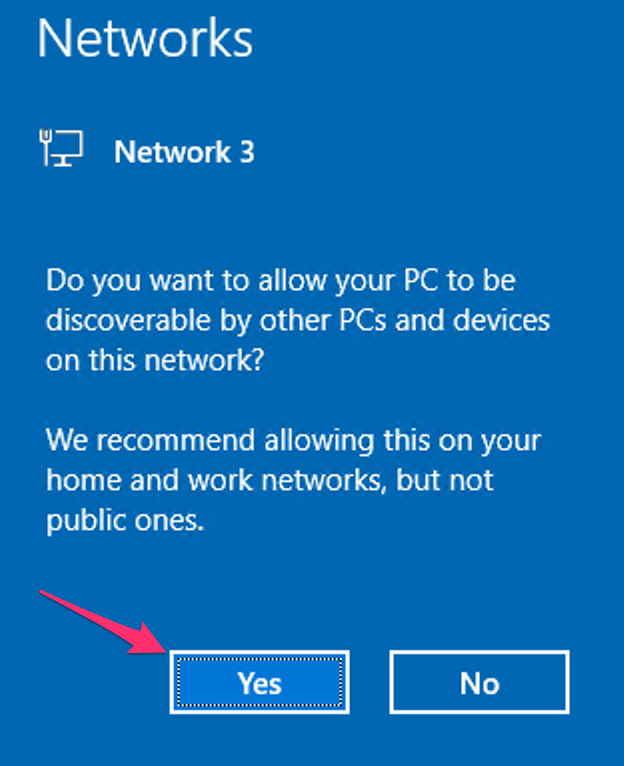 Networks
Network 3
Do you want to allow your PC to be
discoverable by other PCs and devices
on this network?
We recommend allowing this on your
home and work networks, but not
public ones.
Yes
No